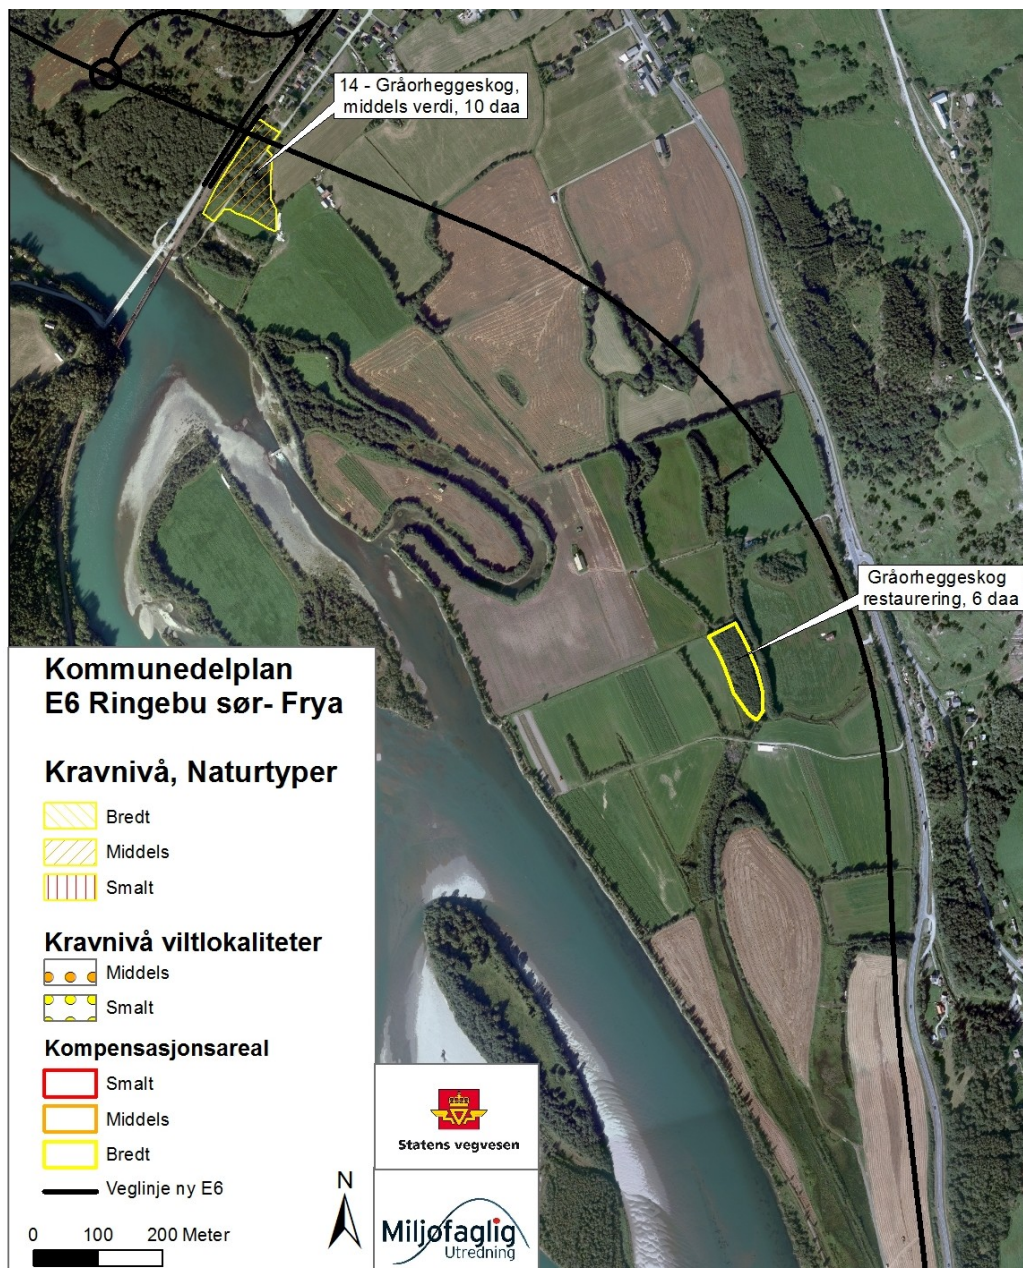 14 - Gråorheggeskog,
middels verdi, 10 daa
Gråorheggeskog
restaurering, 6 daa
Kommunedelplan
E6 Ringebu sør- Frya
Kravnivå, Naturtyper
Bredt
Middels
Smalt
Kravnivå viltlokaliteter
Middels
Smalt
Kompensasjonsareal
Smalt
Middels
Bredt
Veglinje ny E6
0 100 200 Meter
N
Statens vegvesen
Miljøfaglig
Utredning